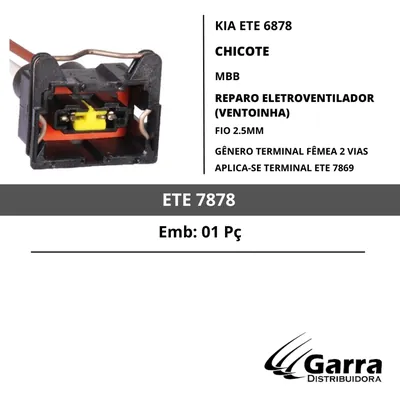 KIA ETE 6878
CHICOTE
MBB
REPARO ELETROVENTILADOR
(VENTOINHA)
FIO 2.5MM
GÊNERO TERMINAL FÊMEA 2 VIAS
APLICA-SE TERMINAL ETE 7869
ETE 7878
Emb: 01 Pç
Garra
DISTRIBUIDORA